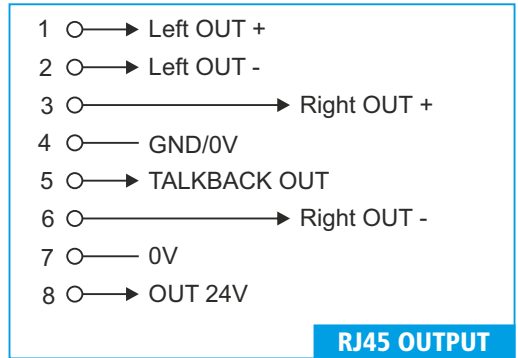 1 Left OUT +
2 Left OUT -
3 Right OUT +
4 GND/0V
5 TALKBACK OUT
6 Right OUT -
7 0V
8 OUT 24V
RJ45 OUTPUT